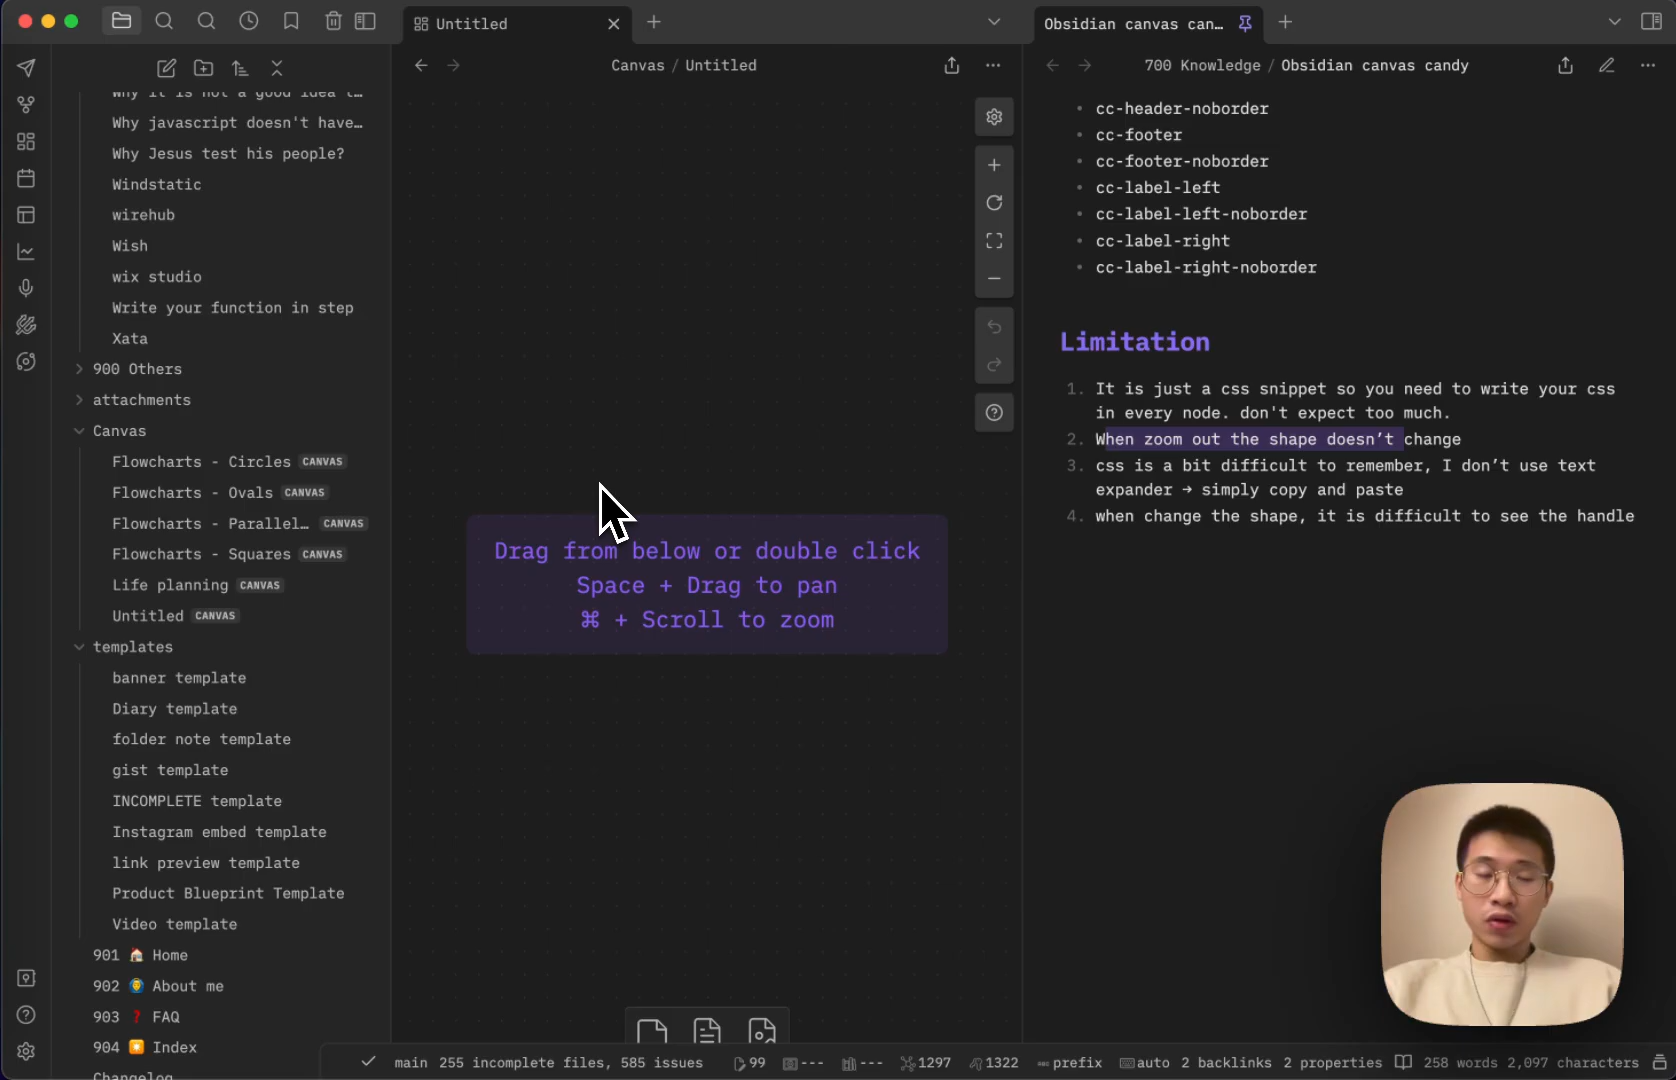 Untitled
Obsidian canvas can…
Canvas / Untitled
700 Knowledge / Obsidian canvas candy
Why it is not a good idea t…
Why javascript doesn't have…
Why Jesus test his people?
Windstatic
wirehub
Wish
wix studio
Write your function in step
Xata
900 Others
attachments
Canvas
Flowcharts - Circles CANVAS
Flowcharts - Ovals CANVAS
Flowcharts - Parallel… CANVAS
Flowcharts - Squares CANVAS
Life planning CANVAS
Untitled CANVAS
templates
banner template
Diary template
folder note template
gist template
INCOMPLETE template
Instagram embed template
link preview template
Product Blueprint Template
Video template
901 🏠 Home
902 🙆‍♂️ About me
903 ❓ FAQ
904 ✴️ Index
Changelog
Drag from below or double click
Space + Drag to pan
⌘ + Scroll to zoom
• cc-header-noborder
• cc-footer
• cc-footer-noborder
• cc-label-left
• cc-label-left-noborder
• cc-label-right
• cc-label-right-noborder
Limitation
1. It is just a css snippet so you need to write your css
in every node. don't expect too much.
2. When zoom out the shape doesn’t change
3. css is a bit difficult to remember, I don’t use text
expander → simply copy and paste
4. when change the shape, it is difficult to see the handle
main 255 incomplete files, 585 issues 99 --- --- 1297 1322 prefix auto 2 backlinks 2 properties 258 words 2,097 characters